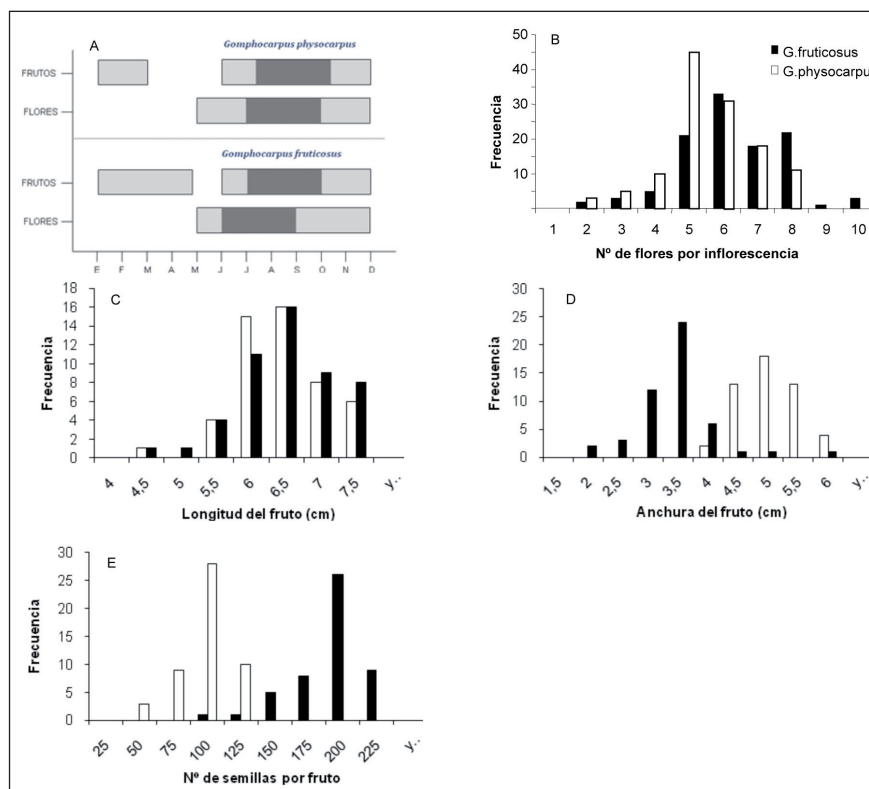 A
Gomphocarpus physocarpus
FRUTOS
FLORES
Gomphocarpus fruticosus
FRUTOS
FLORES
E F M A M J J A S O N D
B
G.fruticosus
G.physocarpu
Frecuencia
50
40
30
20
10
1 2 3 4 5 6 7 8 9 10
Nº de flores por inflorescencia
C
Frecuencia
18
16
14
12
10
8
6
4
2
0
4 4,5 5 5,5 6 6,5 7 7,5 y..
Longitud del fruto (cm)
D
Frecuencia
30
25
20
15
10
5
0
1,5 2 2,5 3 3,5 4 4,5 5 5,5 6 y..
Anchura del fruto (cm)
E
Frecuencia
30
25
20
15
10
5
0
25 50 75 100 125 150 175 200 225 y..
Nº de semillas por fruto